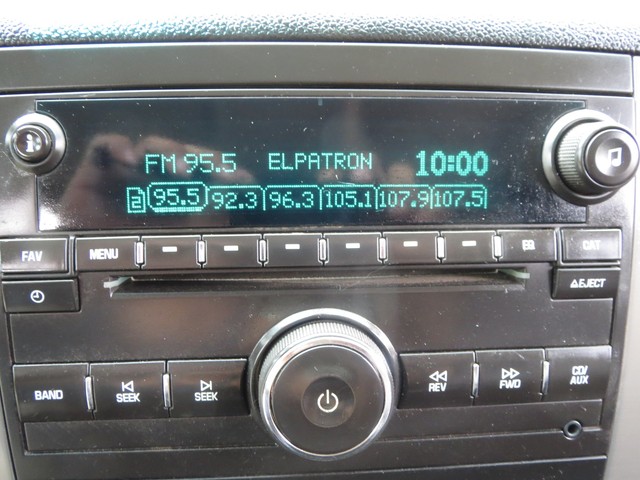 FM 95.5 ELPATRON 10:00
2 95.5 92.3 96.3 105.1 107.9 107.5
FAV MENU EQ CAT
EJECT
BAND SEEK SEEK REV FWD CD/
AUX